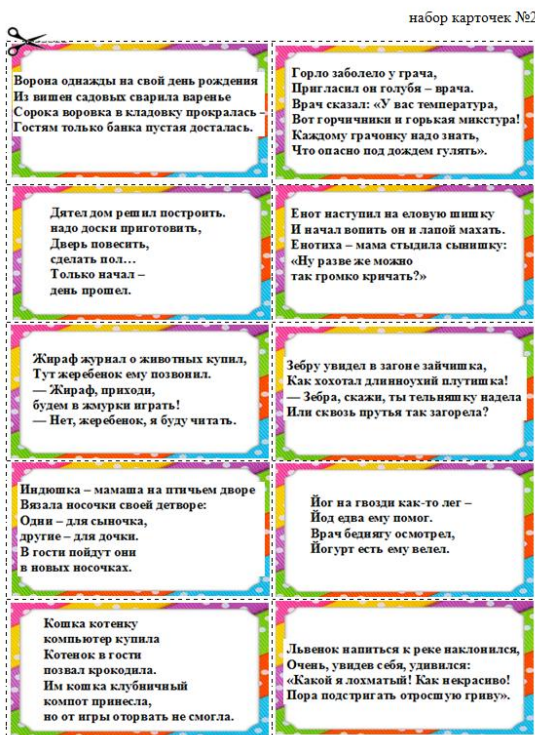 набор карточек №2
Ворона однажды на свой день рождения
Из вишен садовых сварила варенье
Сорока воровка в кладовку прокралась –
Гостям только банка пустая досталась.
Горло заболело у грача,
Пригласил он голубя – врача.
Врач сказал: «У вас температура,
Вот горчичники и горькая микстура!
Каждому грачонку надо знать,
Что опасно под дождем гулять».
Дятел дом решил построить.
надо доски приготовить,
Дверь повесить,
сделать пол…
Только начал –
день прошел.
Енот наступил на еловую шишку
И начал вопить он и лапой махать.
Енотиха – мама стыдила сынишку:
«Ну разве же можно
так громко кричать?»
Жираф журнал о животных купил,
Тут жеребенок ему позвонил.
— Жираф, приходи,
будем в жмурки играть!
— Нет, жеребенок, я буду читать.
Зебру увидел в загоне зайчишка,
Как хохотал длинноухий плутишка!
— Зебра, скажи, ты тельняшку надела
Или сквозь прутья так загорела?
Индюшка – мамаша на птичьем дворе
Вязала носочки своей детворе:
Одни – для сыночка,
другие – для дочки.
В гости пойдут они
в новых носочках.
Йог на гвозди как-то лег –
Йод едва ему помог.
Врач беднягу осмотрел,
Йогурт есть ему велел.
Кошка котенку
компьютер купила
Котенок в гости
позвал крокодила.
Им кошка клубничный
компот принесла,
но от игры оторвать не смогла.
Львенок напиться к реке наклонился,
Очень, увидев себя, удивился:
«Какой я лохматый! Как некрасиво!
Пора подстригать отросшую гриву».